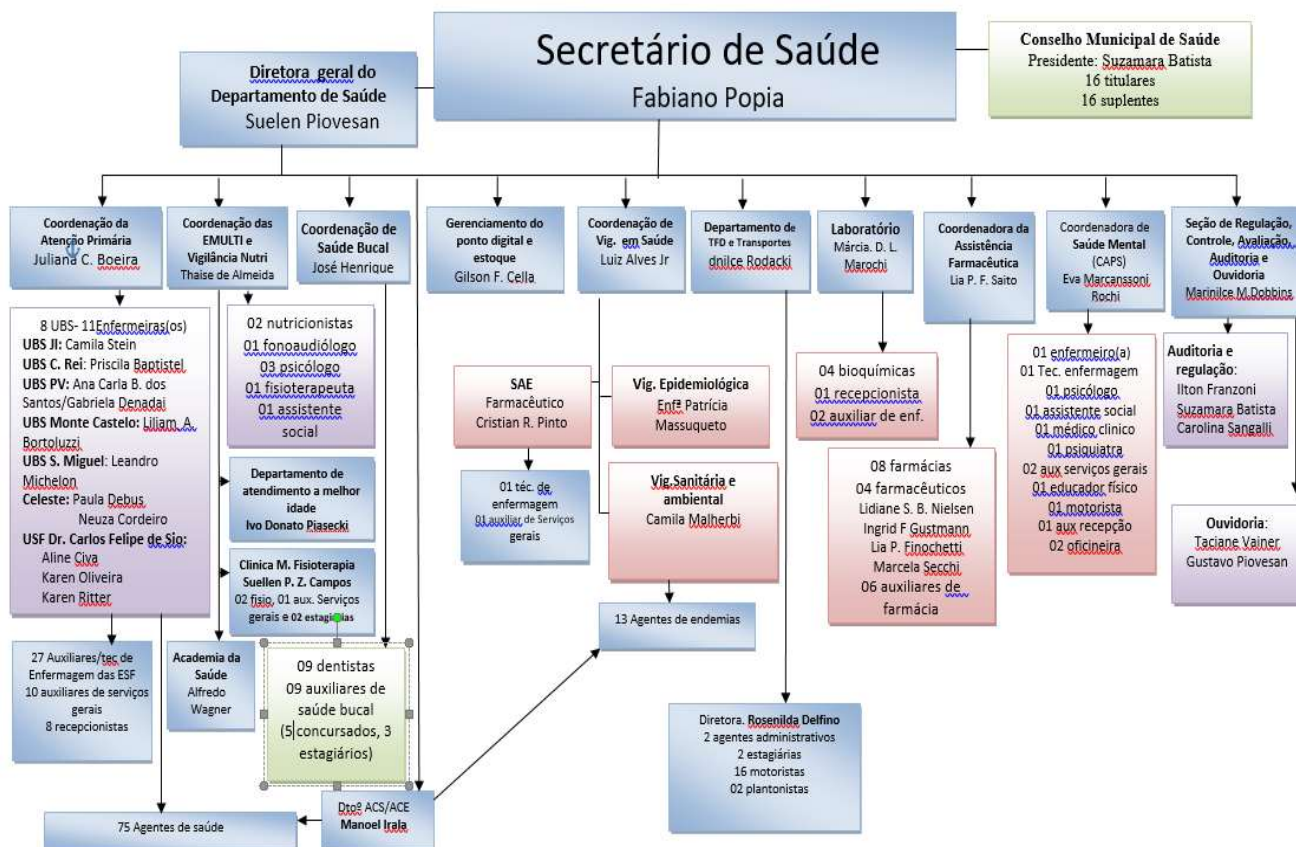 Secretário de Saúde
Fabiano Popia
Diretora geral do
Departamento de Saúde
Suelen Piovesan
Conselho Municipal de Saúde
Presidente: Suzamara Batista
16 titulares
16 suplentes
Coordenação da
Atenção Primária
Juliana C. Boeira
Coordenação das
EMULTI e
Vigilância Nutri
Thaise de Almeida
Coordenação de
Saúde Bucal
José Henrique
Gerenciamento do
ponto digital e
estoque
Gilson F. Cella
Coordenação de
Vig. em Saúde
Luiz Alves Jr
Departamento de
TFD e Transportes
dnilce Rodacki
Laboratório
Márcia. D. L.
Marochi
Coordenadora da
Assistência
Farmacêutica
Lia P. F. Saito
Coordenadora de
Saúde Mental
(CAPS)
Eva Marcanssoni
Rochi
Seção de Regulação,
Controle, Avaliação,
Auditoria e
Ouvidoria
Marinilce M.Dobbins
8 UBS- 11Enfermeiras(os)
UBS JI: Camila Stein
UBS C. Rei: Priscila Baptistel
UBS PV: Ana Carla B. dos
Santos/Gabriela Denadai
UBS Monte Castelo: Liliam. A.
Bortoluzzi
UBS S. Miguel: Leandro
Michelon
Celeste: Paula Debus
Neuza Cordeiro
USF Dr. Carlos Felipe de Sio:
Aline Civa
Karen Oliveira
Karen Ritter
02 nutricionistas
01 fonoaudiólogo
03 psicólogo
01 fisioterapeuta
01 assistente
social
Departamento de
atendimento a melhor
idade
Ivo Donato Piasecki
Clinica M. Fisioterapia
Suellen P. Z. Campos
02 fisio, 01 aux. Serviços
gerais e 02 estagiárias
Academia da
Saúde
Alfredo
Wagner
27 Auxiliares/tec de
Enfermagem das ESF
10 auxiliares de serviços
gerais
8 recepcionistas
09 dentistas
09 auxiliares de
saúde bucal
(5 concursados, 3
estagiários)
75 Agentes de saúde
Dtoº ACS/ACE
Manoel Irala
SAE
Farmacêutico
Cristian R. Pinto
01 téc. de
enfermagem
01 auxiliar de Serviços
gerais
Vig. Epidemiológica
Enfª Patrícia
Massuqueto
Vig.Sanitária e
ambiental
Camila Malherbi
13 Agentes de endemias
Diretora. Rosenilda Delfino
2 agentes administrativos
2 estagiárias
16 motoristas
02 plantonistas
04 bioquímicas
01 recepcionista
02 auxiliar de enf.
08 farmácias
04 farmacêuticos
Lidiane S. B. Nielsen
Ingrid F Gustmann
Lia P. Finochetti
Marcela Secchi
06 auxiliares de
farmácia
01 enfermeiro(a)
01 Tec. enfermagem
01 psicólogo
01 assistente social
01 médico clinico
01 psiquiatra
02 aux serviços gerais
01 educador físico
01 motorista
01 aux recepção
02 oficineira
Auditoria e
regulação:
Ilton Franzoni
Suzamara Batista
Carolina Sangalli
Ouvidoria:
Taciane Vainer
Gustavo Piovesan